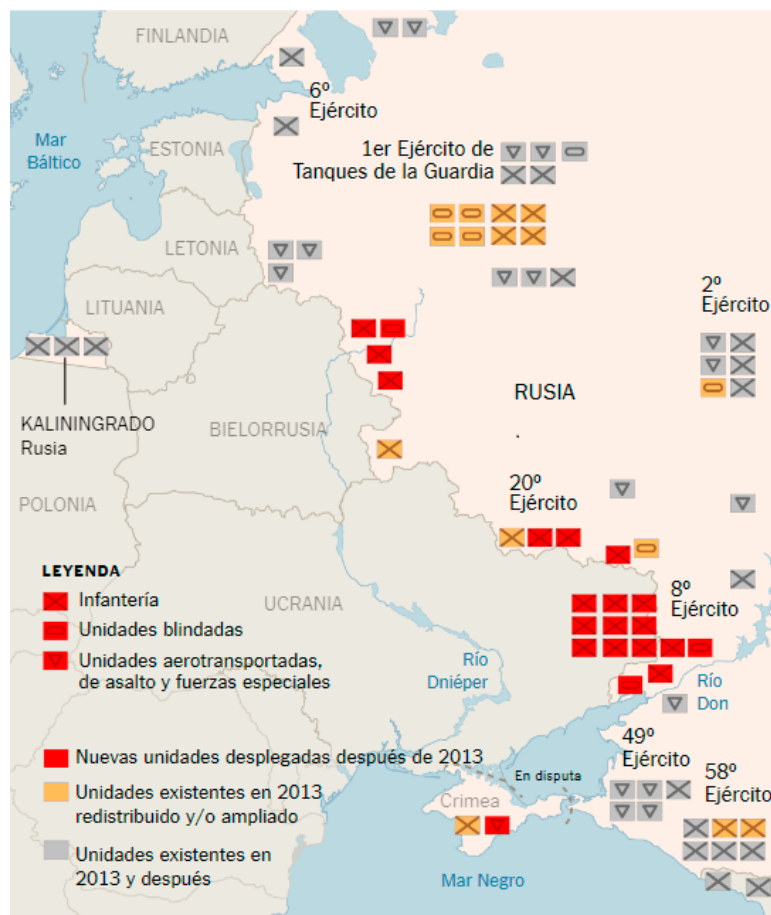 FINLANDIA
6º
Ejército
Mar
Báltico
ESTONIA
1er Ejército de
Tanques de la Guardia
LETONIA
LITUANIA
2º
Ejército
KALININGRADO
Rusia
RUSIA
BIELORRUSIA
POLONIA
20º
Ejército
LEYENDA
Infantería
Unidades blindadas
Unidades aerotransportadas,
de asalto y fuerzas especiales
UCRANIA
8º
Ejército
Río
Dniéper
Río
Don
Nuevas unidades desplegadas después de 2013
Unidades existentes en 2013
redistribuido y/o ampliado
Unidades existentes en
2013 y después
En disputa
49º
Ejército
58º
Ejército
Crimea
Mar Negro